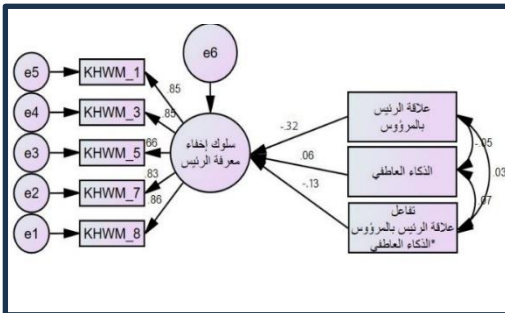 e6
e5
KHWM_1
.85
e4
KHWM_3
.85
e3
KHWM_5
.66
e2
KHWM_7
.83
e1
KHWM_8
.86
سلوك إخفاء
معرفة الرئيس
-.32
.06
-.13
علاقة الرئيس
بالمرؤوس
الذكاء العاطفي
تفاعل
علاقة الرئيس بالمرؤوس
*الذكاء العاطفي
-.05
.03
.07